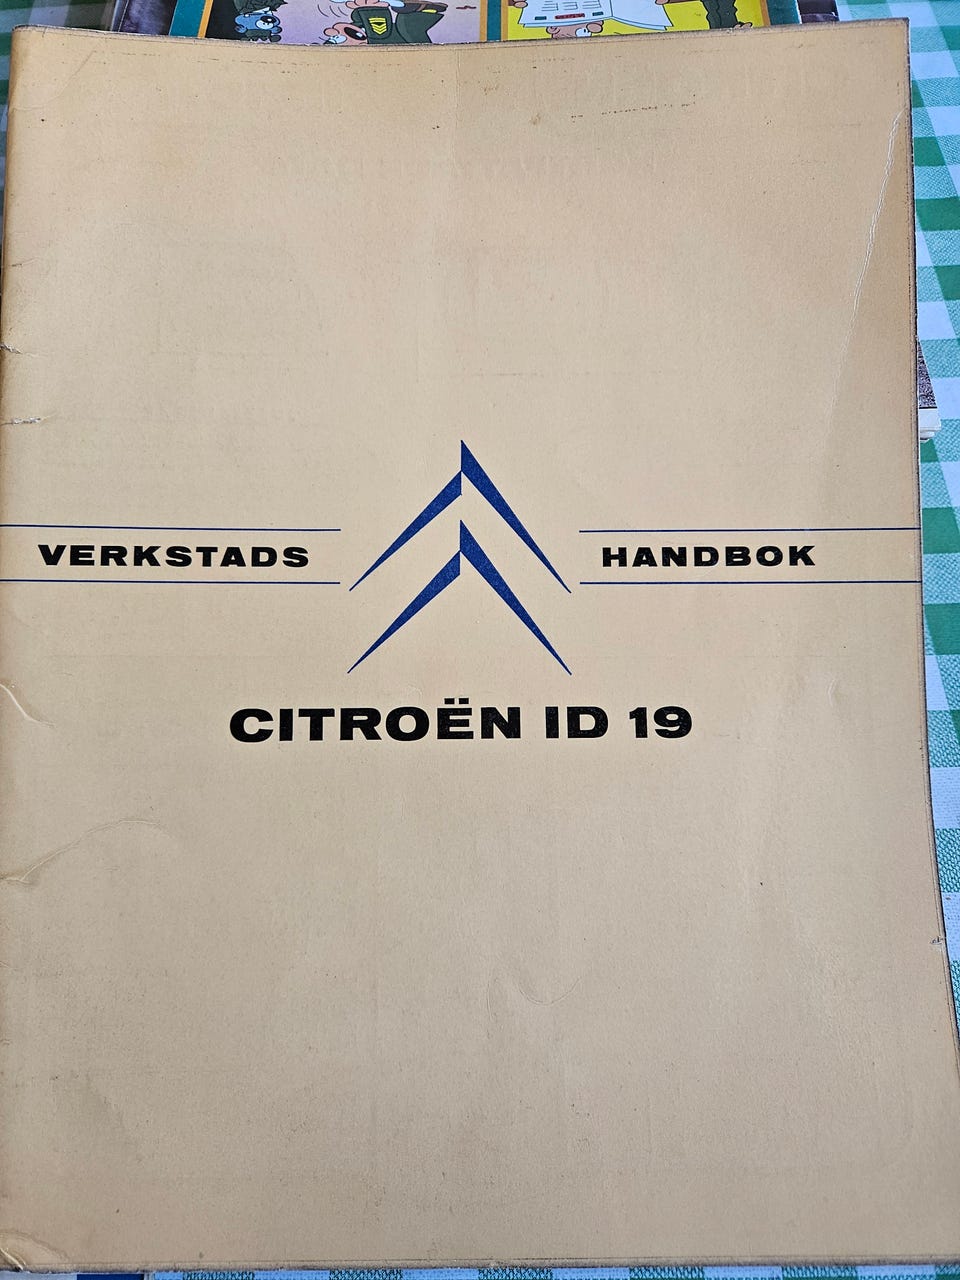 VERKSTADS HANDBOK
CITROËN ID 19